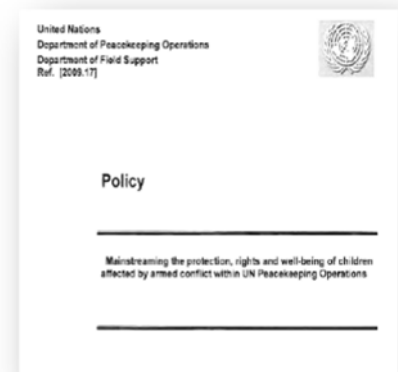 United Nations
Department of Peacekeeping Operations
Department of Field Support
Ref. [2009.17]
Policy
Mainstreaming the protection, rights and well-being of children
affected by armed conflict within UN Peacekeeping Operations